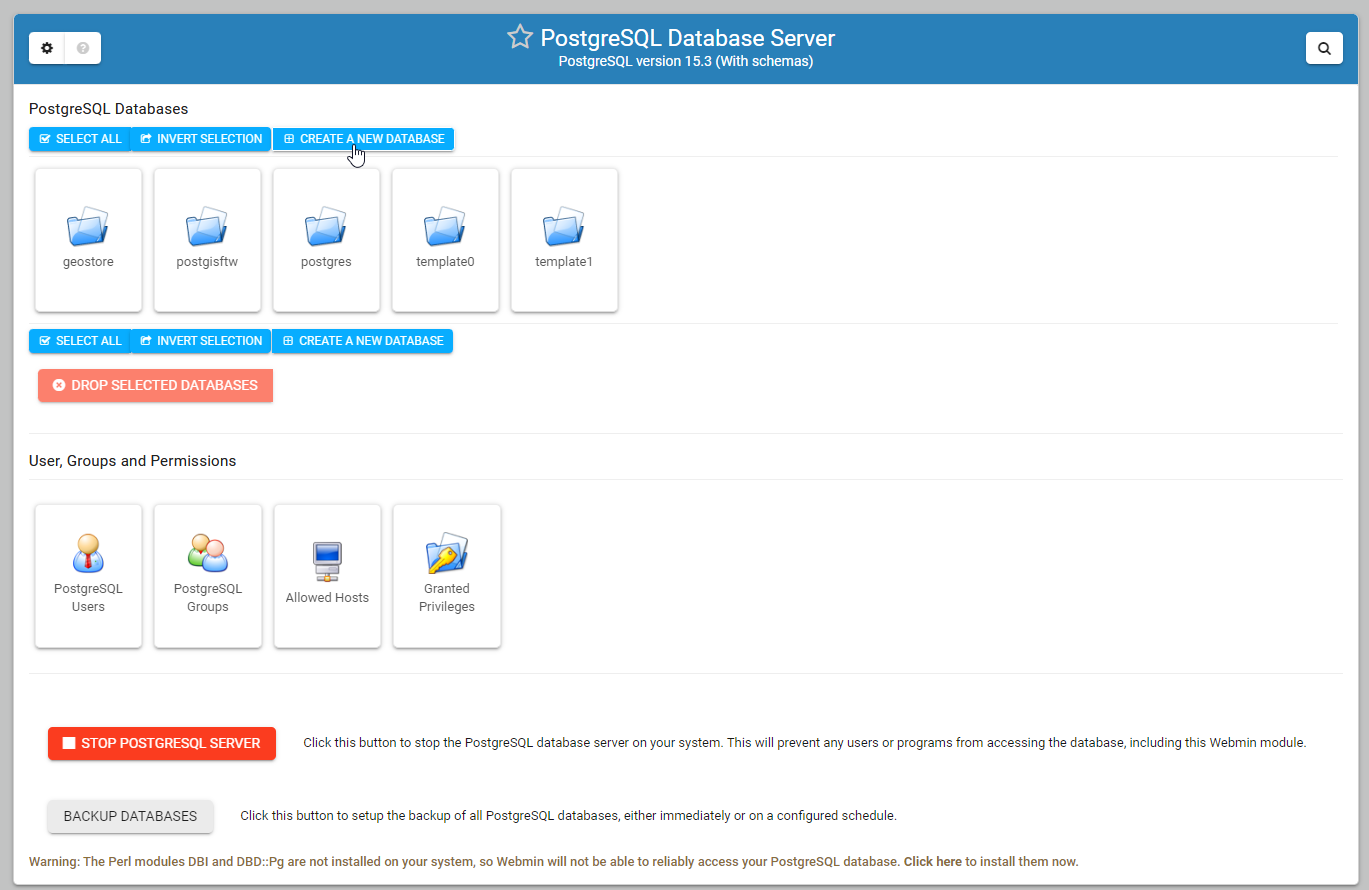 PostgreSQL Database Server
PostgreSQL version 15.3 (With schemas)
PostgreSQL Databases
SELECT ALL INVERT SELECTION CREATE A NEW DATABASE
geostore postgisftw postgres template0 template1
SELECT ALL INVERT SELECTION CREATE A NEW DATABASE
DROP SELECTED DATABASES
User, Groups and Permissions
PostgreSQL Users
PostgreSQL Groups
Allowed Hosts
Granted Privileges
STOP POSTGRESQL SERVER Click this button to stop the PostgreSQL database server on your system. This will prevent any users or programs from accessing the database, including this Webmin module.
BACKUP DATABASES Click this button to setup the backup of all PostgreSQL databases, either immediately or on a configured schedule.
Warning: The Perl modules DBI and DBD::Pg are not installed on your system, so Webmin will not be able to reliably access your PostgreSQL database. Click here to install them now.